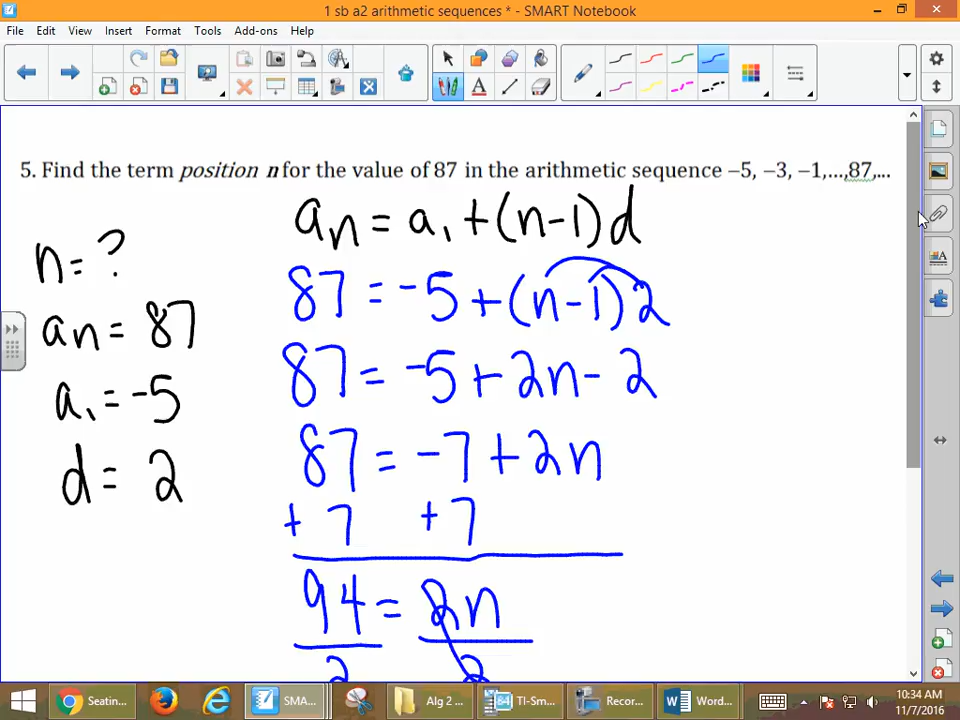 1 sb a2 arithmetic sequences * - SMART Notebook
File Edit View Insert Format Tools Add-ons Help
5. Find the term position n for the value of 87 in the arithmetic sequence −5, −3, −1,...,87,...
aₙ = a₁ + (n-1)d
n = ?
87 = -5 + (n-1)2
aₙ = 87
87 = -5 + 2n - 2
a₁ = -5
87 = -7 + 2n
d = 2
+7 +7
94 = 2n
2 2
Seatin... SMA... Alg 2 ... TI-Sm... Recor... Word...
10:34 AM
11/7/2016